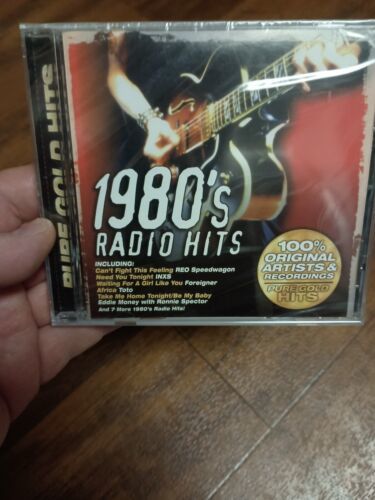 PURE GOLD HITS
1980's
RADIO HITS
INCLUDING:
Can't Fight This Feeling REO Speedwagon
Need You Tonight INXS
Waiting For A Girl Like You Foreigner
Africa Toto
Take Me Home Tonight/Be My Baby
Eddie Money with Ronnie Spector
And 7 More 1980's Radio Hits!
100%
ORIGINAL
ARTISTS &
RECORDINGS
PURE GOLD
HITS